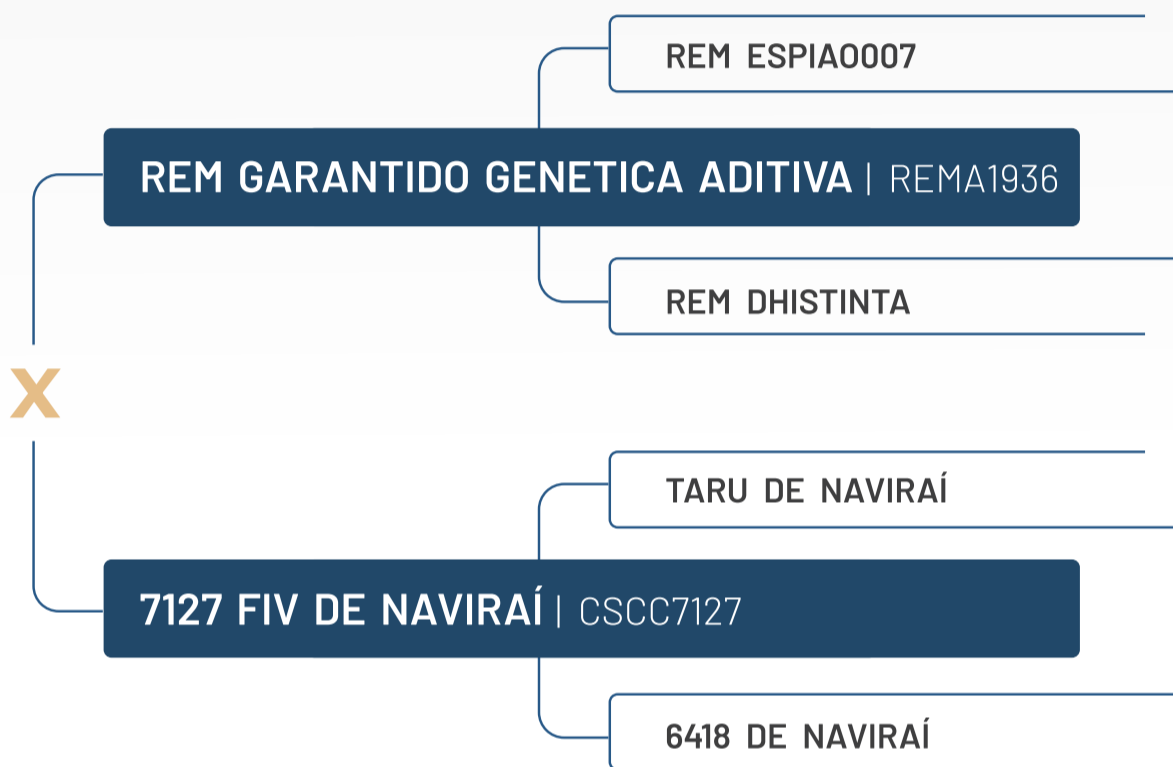 REM ESPIAO007
REM GARANTIDO GENETICA ADITIVA | REMA1936
REM DHISTINTA
X
TARU DE NAVIRAÍ
7127 FIV DE NAVIRAÍ | CSCC7127
6418 DE NAVIRAÍ